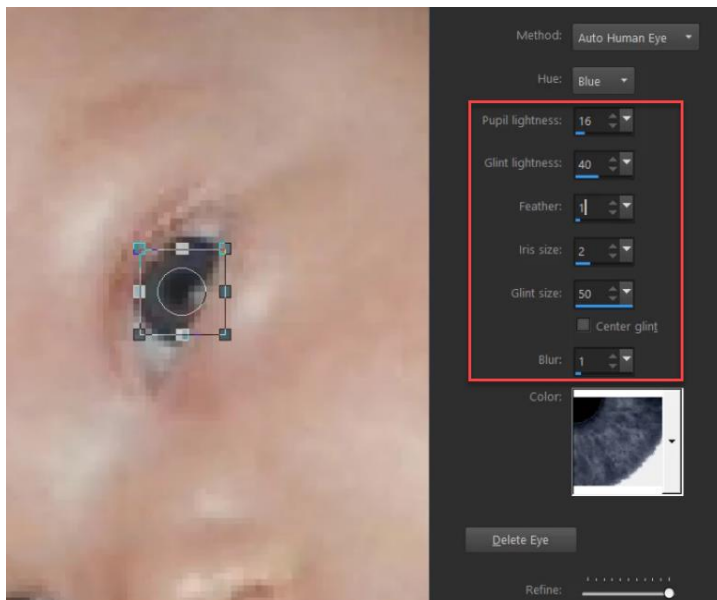 Method: Auto Human Eye
Hue: Blue
Pupil lightness: 16
Glint lightness: 40
Feather: 1
Iris size: 2
Glint size: 50
Center glint
Blur: 1
Color:
Delete Eye
Refine: